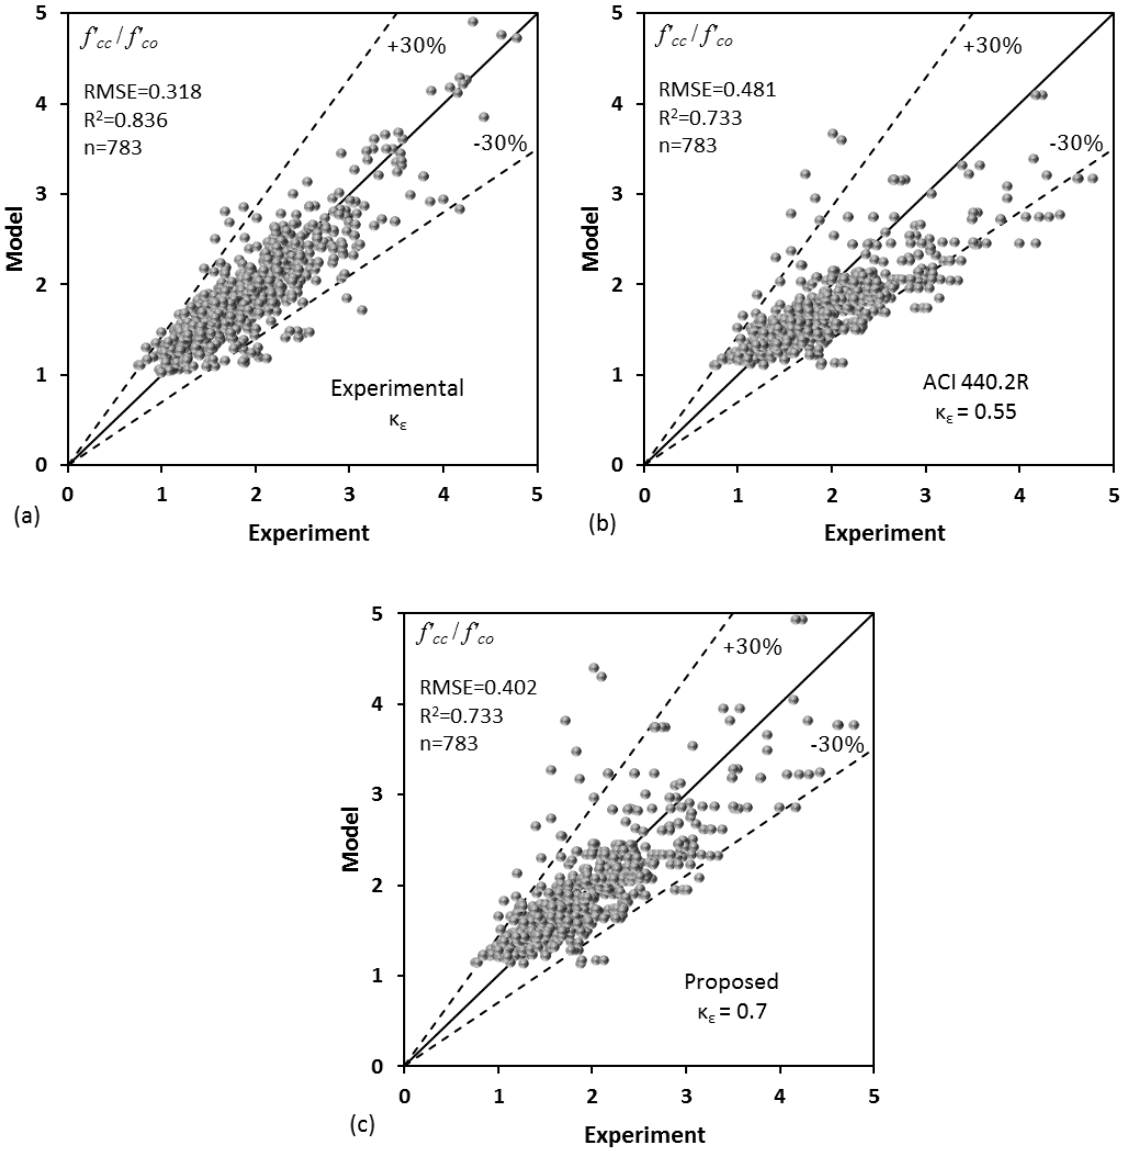 f'cc / f'co
+30%
RMSE=0.318
R²=0.836
n=783
-30%
Experimental
κε
5
4
3
2
1
0
Model
0 1 2 3 4 5
(a)
Experiment
f'cc / f'co
+30%
RMSE=0.481
R²=0.733
n=783
-30%
ACI 440.2R
κε = 0.55
5
4
3
2
1
0
Model
0 1 2 3 4 5
(b)
Experiment
f'cc / f'co
+30%
RMSE=0.402
R²=0.733
n=783
-30%
Proposed
κε = 0.7
5
4
3
2
1
0
Model
0 1 2 3 4 5
(c)
Experiment